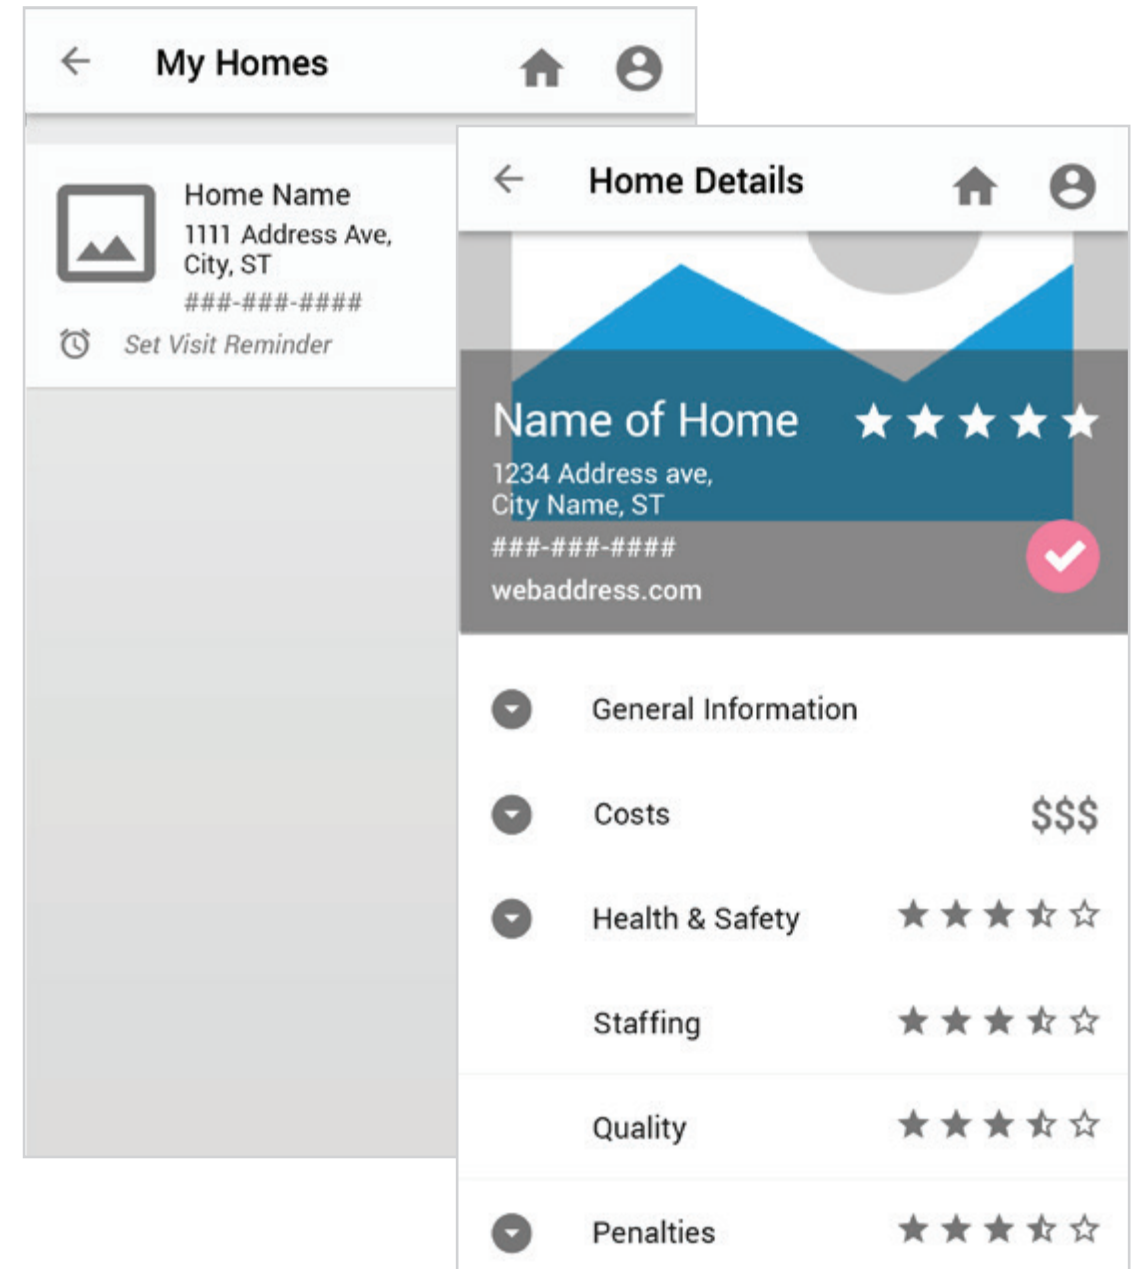 My Homes
Home Name
1111 Address Ave,
City, ST
###-###-####
Set Visit Reminder
Home Details
Name of Home
1234 Address ave,
City Name, ST
###-###-####
webaddress.com
General Information
Costs $$$
Health & Safety
Staffing
Quality
Penalties